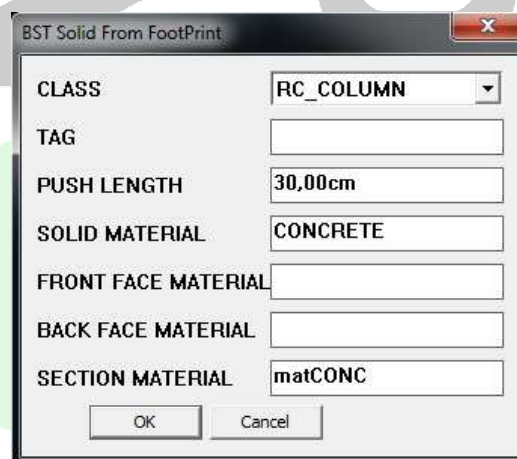 BST Solid From FootPrint
CLASS RC_COLUMN
TAG
PUSH LENGTH 30,00cm
SOLID MATERIAL CONCRETE
FRONT FACE MATERIAL
BACK FACE MATERIAL
SECTION MATERIAL matCONC
OK Cancel